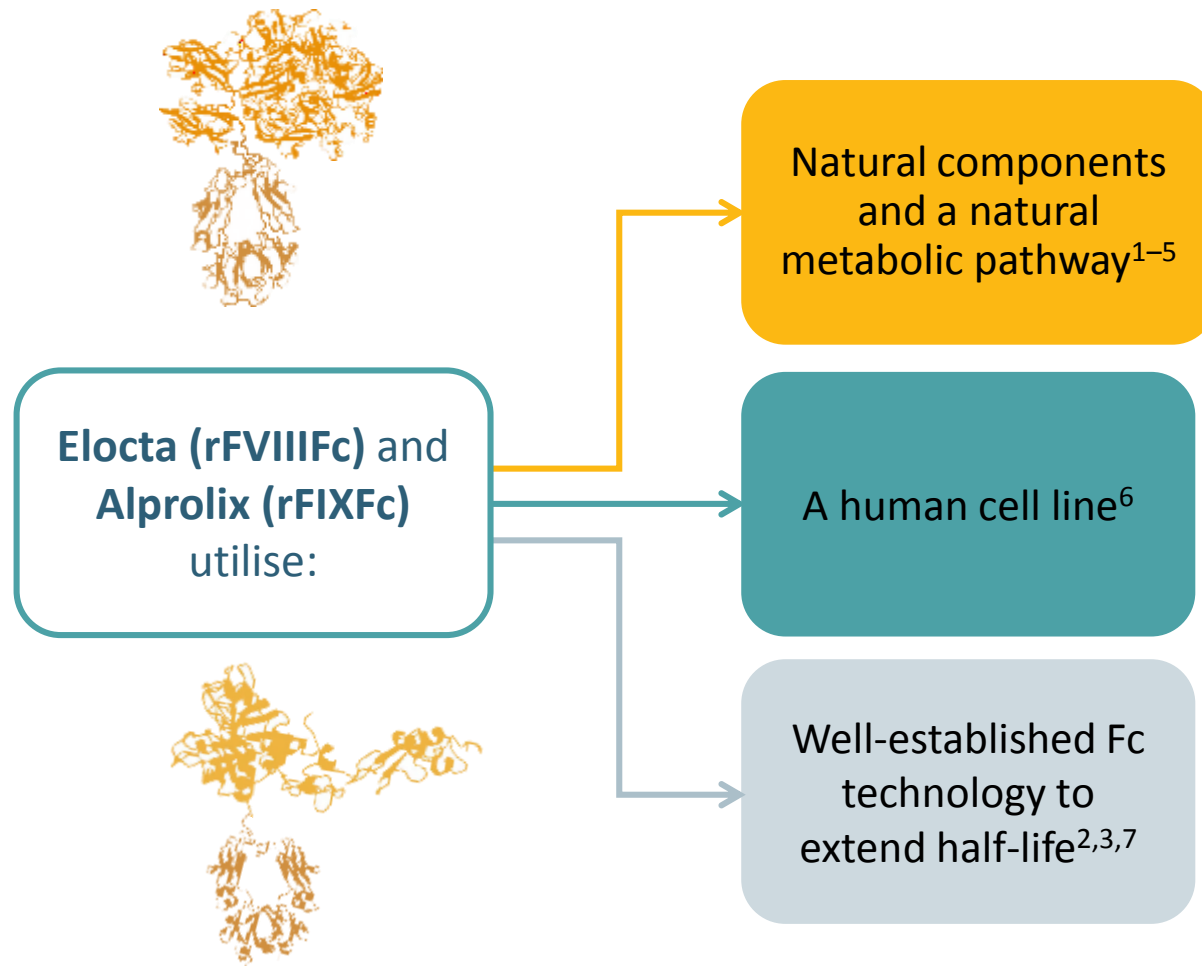 Natural components
and a natural
metabolic pathway¹⁻⁵
Elocta (rFVIIIFc) and
Alprolix (rFIXFc)
utilise:
A human cell line⁶
Well-established Fc
technology to
extend half-life²,³,⁷